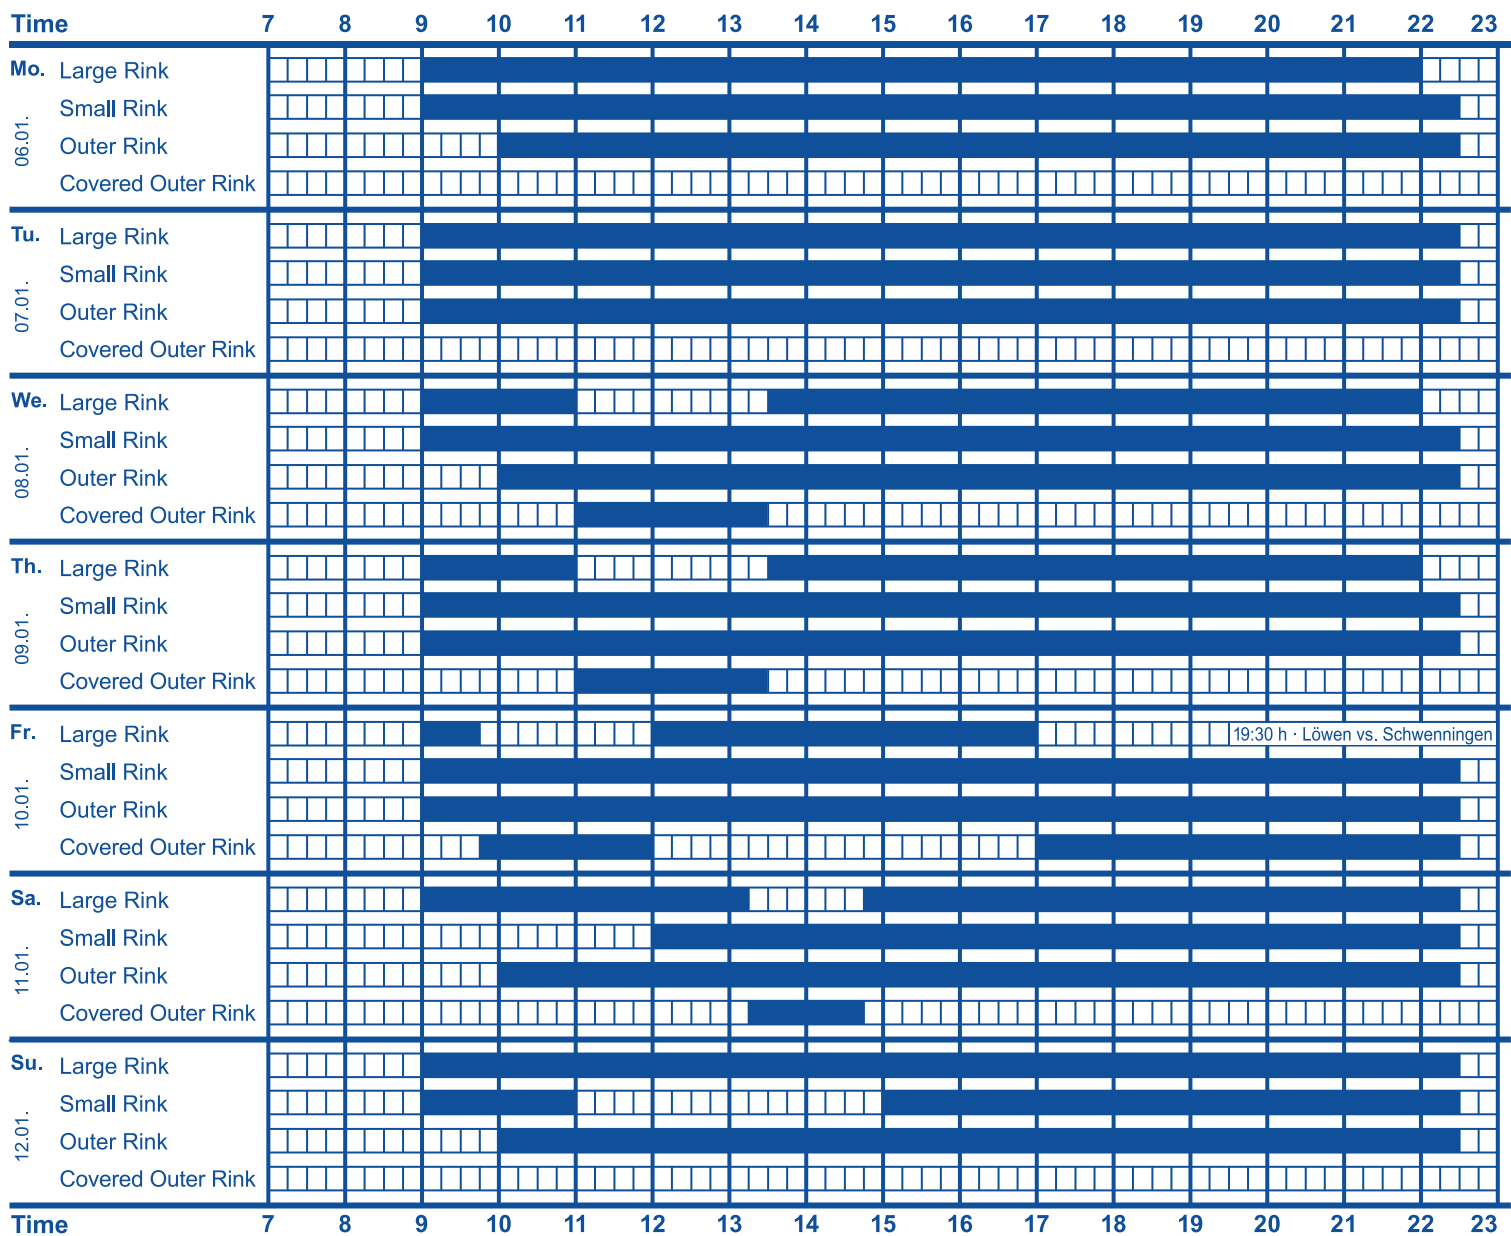 Time 7 8 9 10 11 12 13 14 15 16 17 18 19 20 21 22 23
Mo. Large Rink
Small Rink
06.01.
Outer Rink
Covered Outer Rink
Tu. Large Rink
Small Rink
07.01.
Outer Rink
Covered Outer Rink
We. Large Rink
Small Rink
08.01.
Outer Rink
Covered Outer Rink
Th. Large Rink
Small Rink
09.01.
Outer Rink
Covered Outer Rink
Fr. Large Rink 19:30 h · Löwen vs. Schwenningen
Small Rink
10.01.
Outer Rink
Covered Outer Rink
Sa. Large Rink
Small Rink
11.01.
Outer Rink
Covered Outer Rink
Su. Large Rink
Small Rink
12.01.
Outer Rink
Covered Outer Rink
Time 7 8 9 10 11 12 13 14 15 16 17 18 19 20 21 22 23